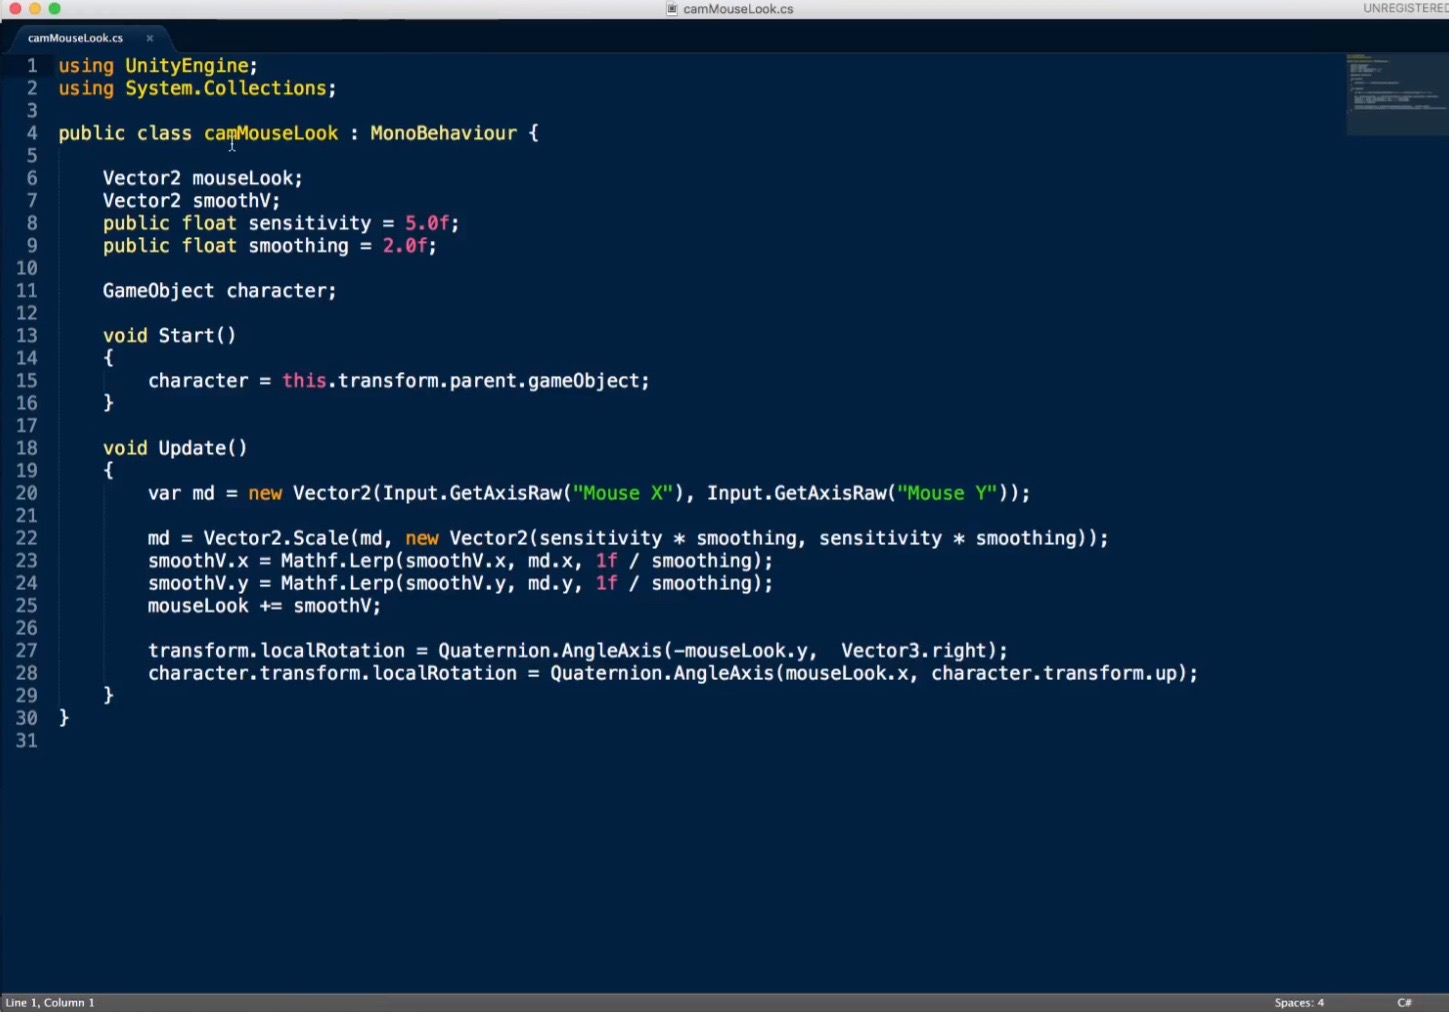 camMouseLook.cs
UNREGISTERED
camMouseLook.cs ×
1 using UnityEngine;
2 using System.Collections;
3
4 public class camMouseLook : MonoBehaviour {
5
6 Vector2 mouseLook;
7 Vector2 smoothV;
8 public float sensitivity = 5.0f;
9 public float smoothing = 2.0f;
10
11 GameObject character;
12
13 void Start()
14 {
15 character = this.transform.parent.gameObject;
16 }
17
18 void Update()
19 {
20 var md = new Vector2(Input.GetAxisRaw("Mouse X"), Input.GetAxisRaw("Mouse Y"));
21
22 md = Vector2.Scale(md, new Vector2(sensitivity * smoothing, sensitivity * smoothing));
23 smoothV.x = Mathf.Lerp(smoothV.x, md.x, 1f / smoothing);
24 smoothV.y = Mathf.Lerp(smoothV.y, md.y, 1f / smoothing);
25 mouseLook += smoothV;
26
27 transform.localRotation = Quaternion.AngleAxis(-mouseLook.y,  Vector3.right);
28 character.transform.localRotation = Quaternion.AngleAxis(mouseLook.x, character.transform.up);
29 }
30 }
31
Line 1, Column 1
Spaces: 4
C#